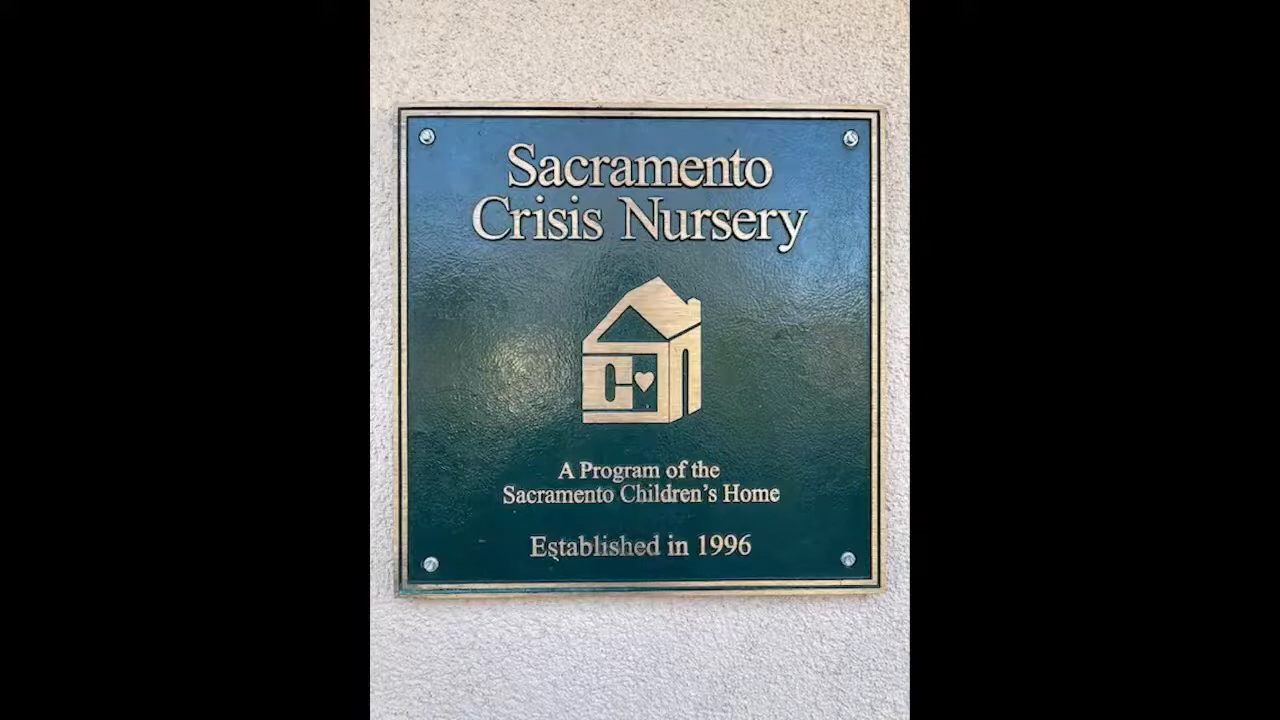 Sacramento
Crisis Nursery
C n
A Program of the
Sacramento Children's Home
Established in 1996